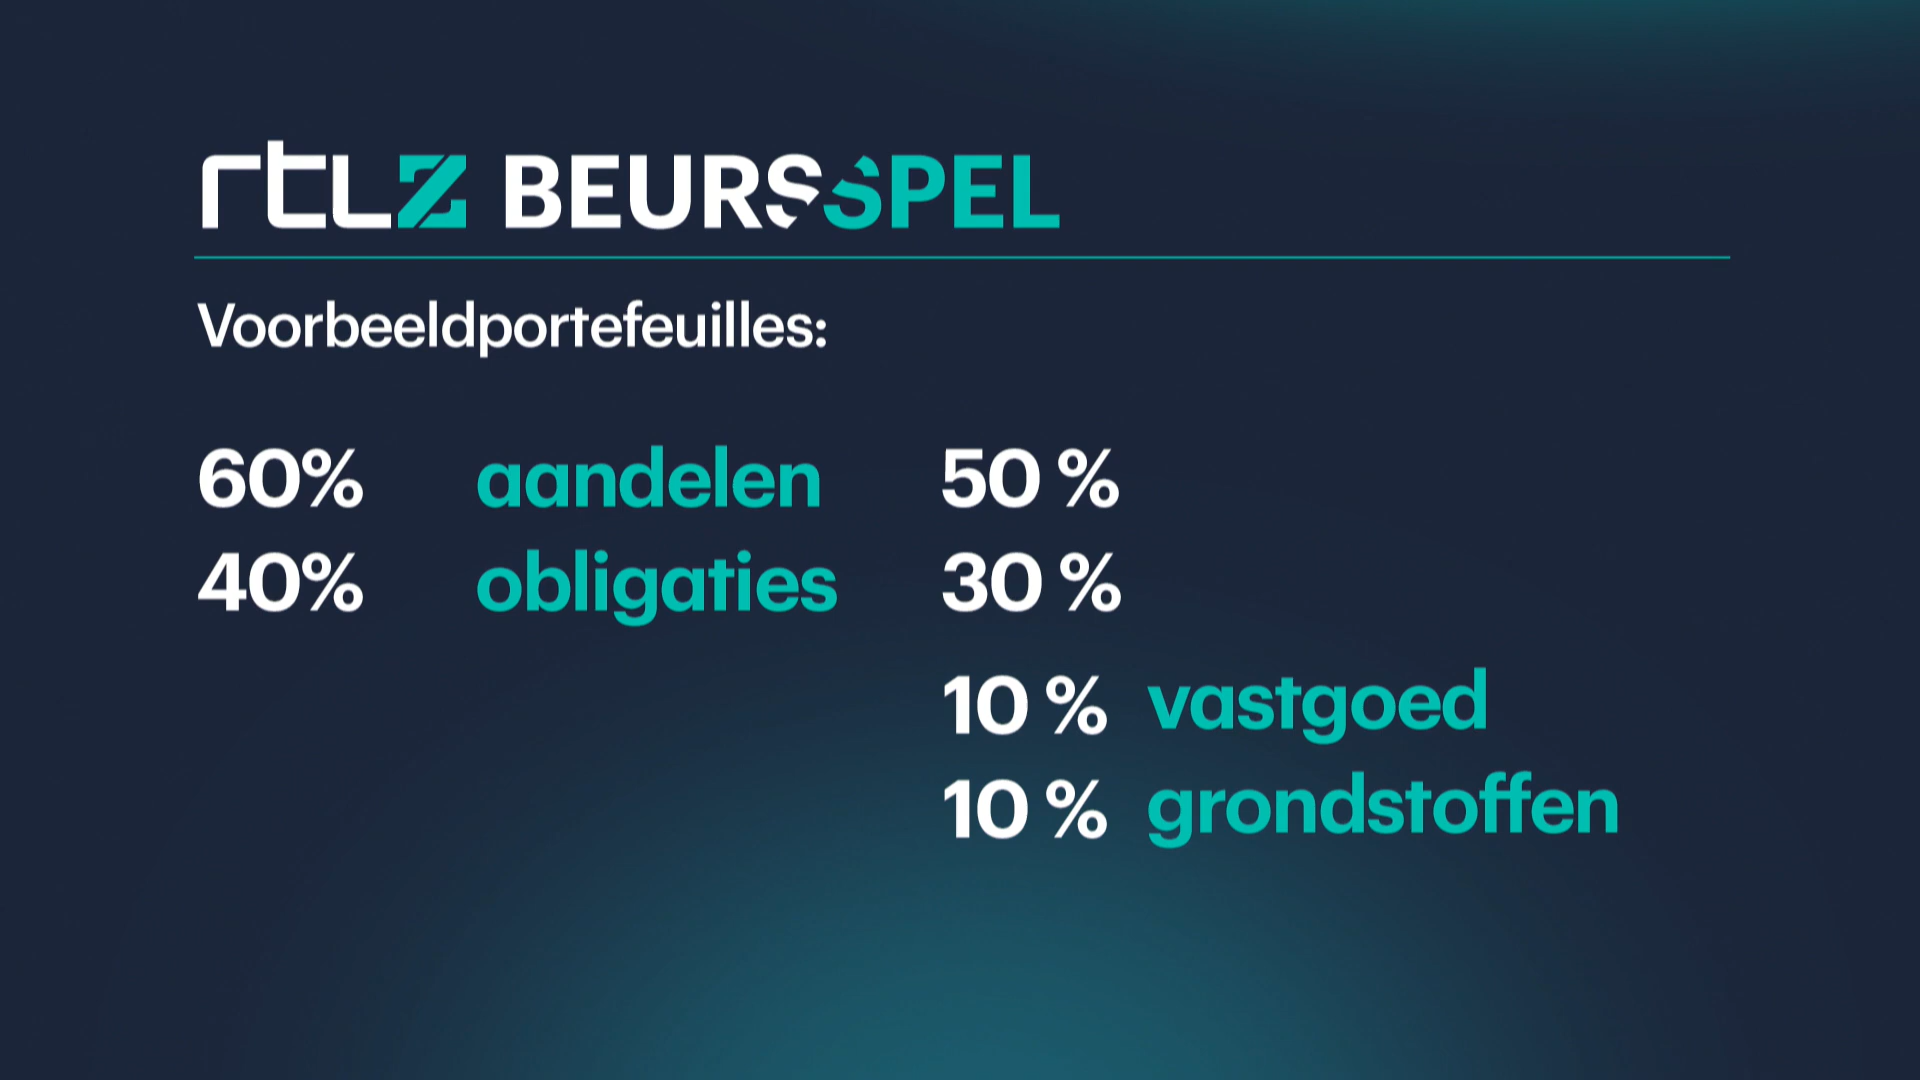 rtlz BEURSSPEL
Voorbeeldportefeuilles:
60% aandelen 50 %
40% obligaties 30 %
10 % vastgoed
10 % grondstoffen